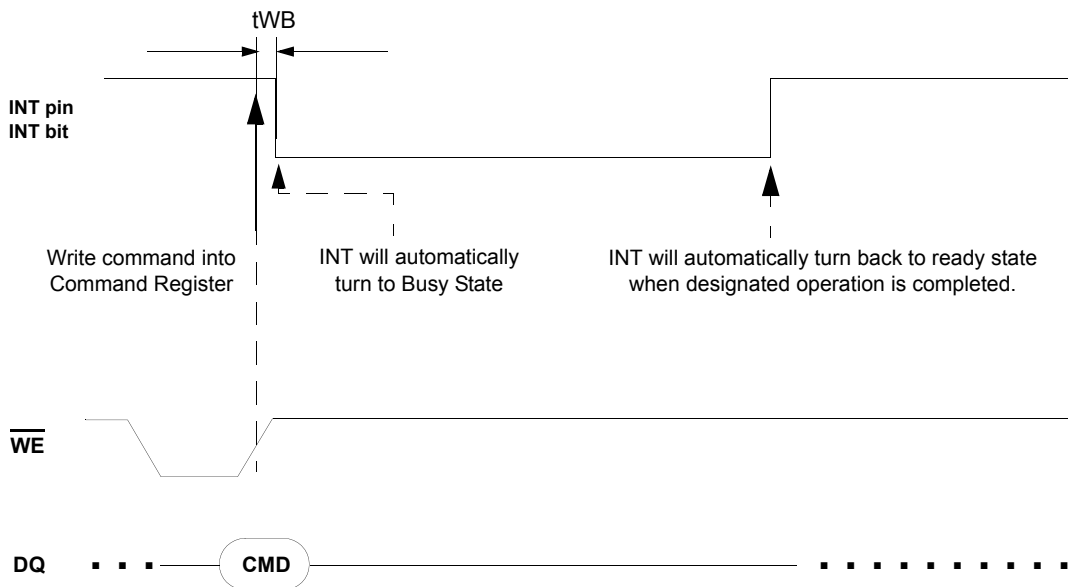 tWB
INT pin
INT bit
Write command into
Command Register
INT will automatically
turn to Busy State
INT will automatically turn back to ready state
when designated operation is completed.
WE
DQ
CMD